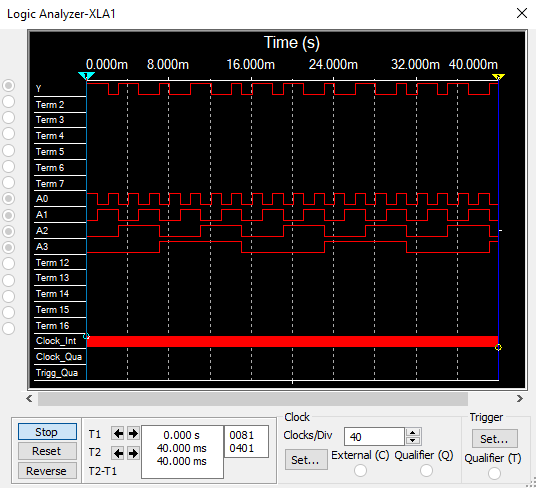 Logic Analyzer-XLA1
Time (s)
0.000m 8.000m 16.000m 24.000m 32.000m 40.000m
1 2
Y
Term 2
Term 3
Term 4
Term 5
Term 6
Term 7
A0
A1
A2
A3
Term 12
Term 13
Term 14
Term 15
Term 16
Clock_Int
Clock_Qua
Trigg_Qua
Stop
Reset
Reverse
T1 0.000 s 0081
T2 40.000 ms 0401
T2-T1 40.000 ms
Clock
Clocks/Div 40
Set... External (C) Qualifier (Q)
Trigger
Set...
Qualifier (T)